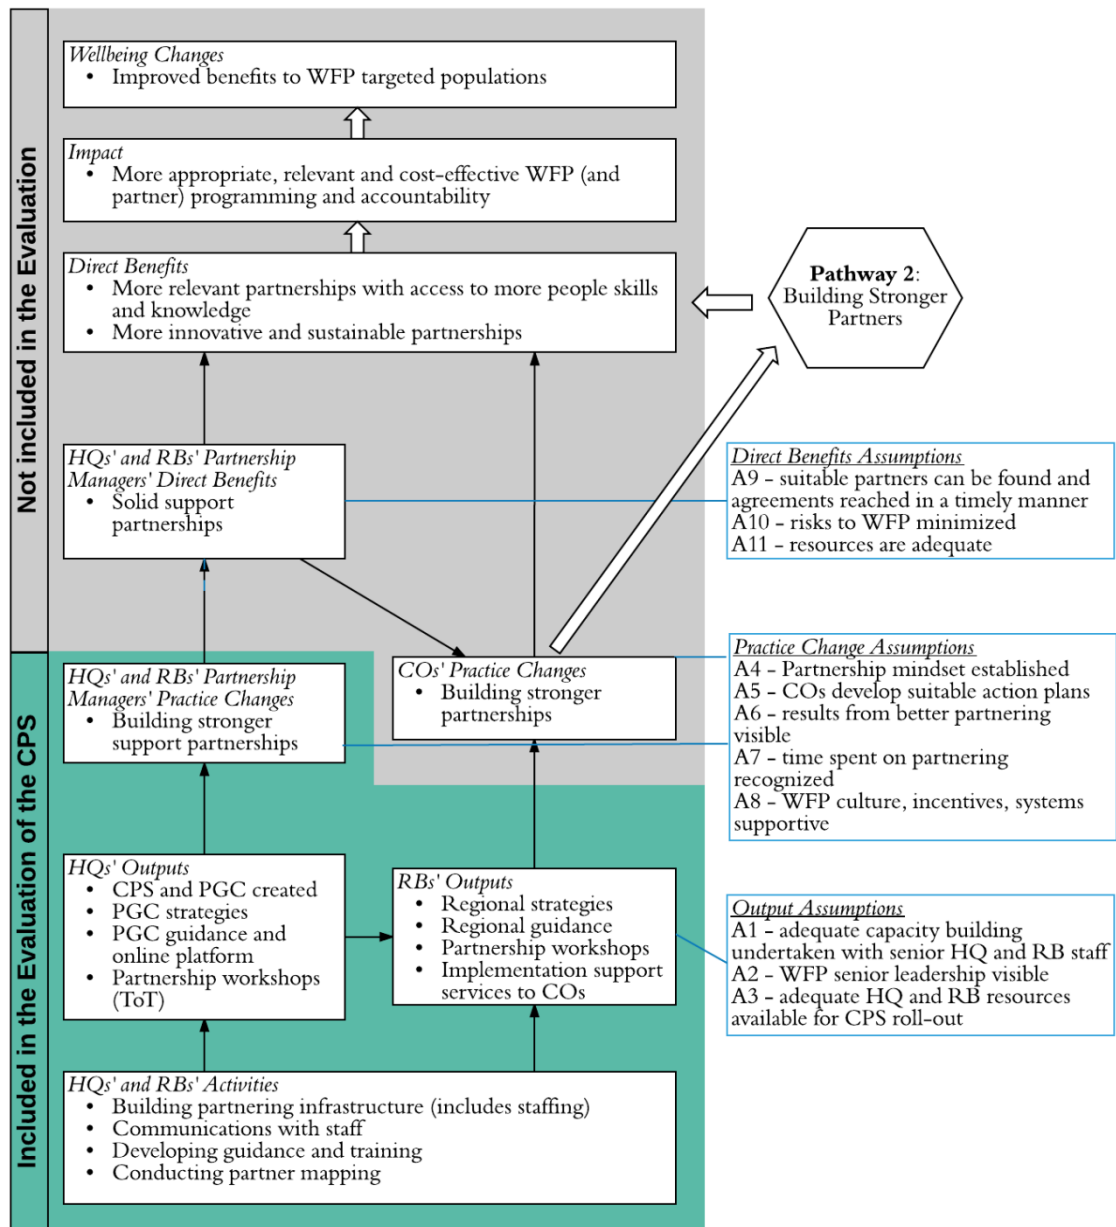 Not included in the Evaluation
Included in the Evaluation of the CPS
Wellbeing Changes
• Improved benefits to WFP targeted populations
Impact
• More appropriate, relevant and cost-effective WFP (and
partner) programming and accountability
Direct Benefits
• More relevant partnerships with access to more people skills
and knowledge
• More innovative and sustainable partnerships
Pathway 2:
Building Stronger
Partners
HQs' and RBs' Partnership
Managers' Direct Benefits
• Solid support
partnerships
Direct Benefits Assumptions
A9 - suitable partners can be found and
agreements reached in a timely manner
A10 - risks to WFP minimized
A11 - resources are adequate
HQs' and RBs' Partnership
Managers' Practice Changes
• Building stronger
support partnerships
COs' Practice Changes
• Building stronger
partnerships
Practice Change Assumptions
A4 - Partnership mindset established
A5 - COs develop suitable action plans
A6 - results from better partnering
visible
A7 - time spent on partnering
recognized
A8 - WFP culture, incentives, systems
supportive
HQs' Outputs
• CPS and PGC created
• PGC strategies
• PGC guidance and
online platform
• Partnership workshops
(ToT)
RBs' Outputs
• Regional strategies
• Regional guidance
• Partnership workshops
• Implementation support
services to COs
Output Assumptions
A1 - adequate capacity building
undertaken with senior HQ and RB staff
A2 - WFP senior leadership visible
A3 - adequate HQ and RB resources
available for CPS roll-out
HQs' and RBs' Activities
• Building partnering infrastructure (includes staffing)
• Communications with staff
• Developing guidance and training
• Conducting partner mapping